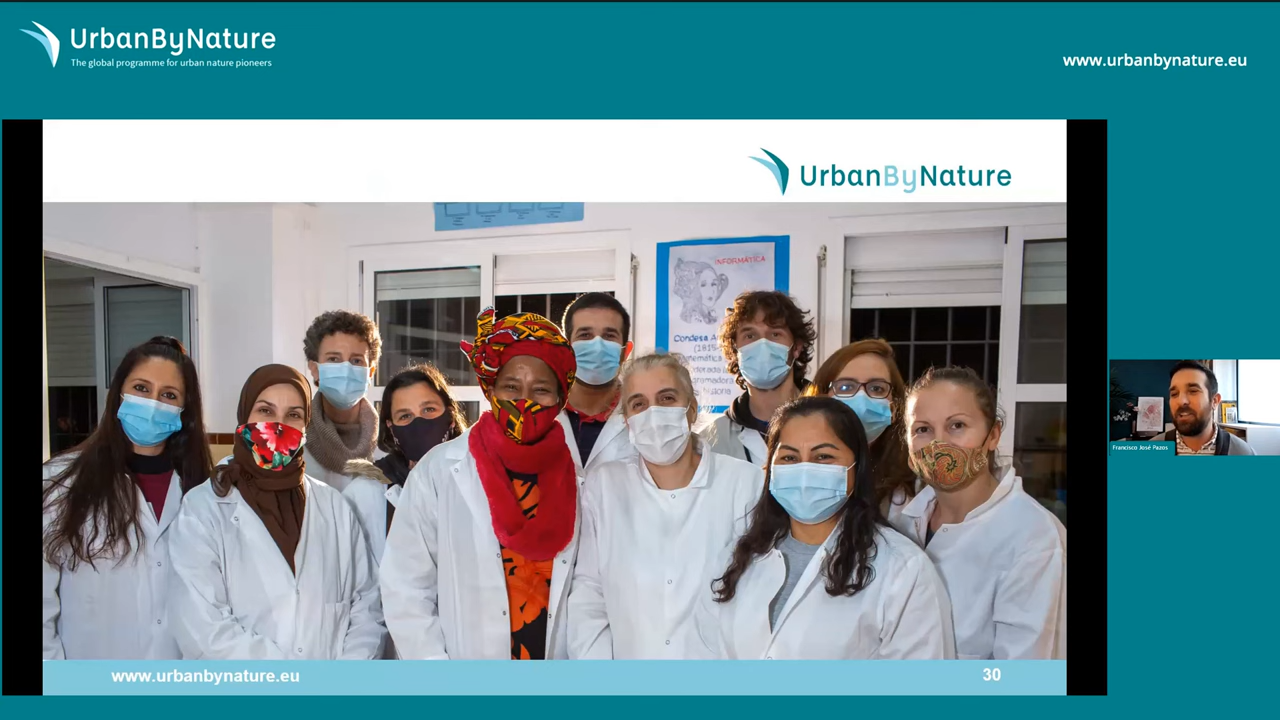 UrbanByNature
The global programme for urban nature pioneers
www.urbanbynature.eu
UrbanByNature
INFORMÁTICA
Condesa
(1815-
Francisco José Pazos
www.urbanbynature.eu
30